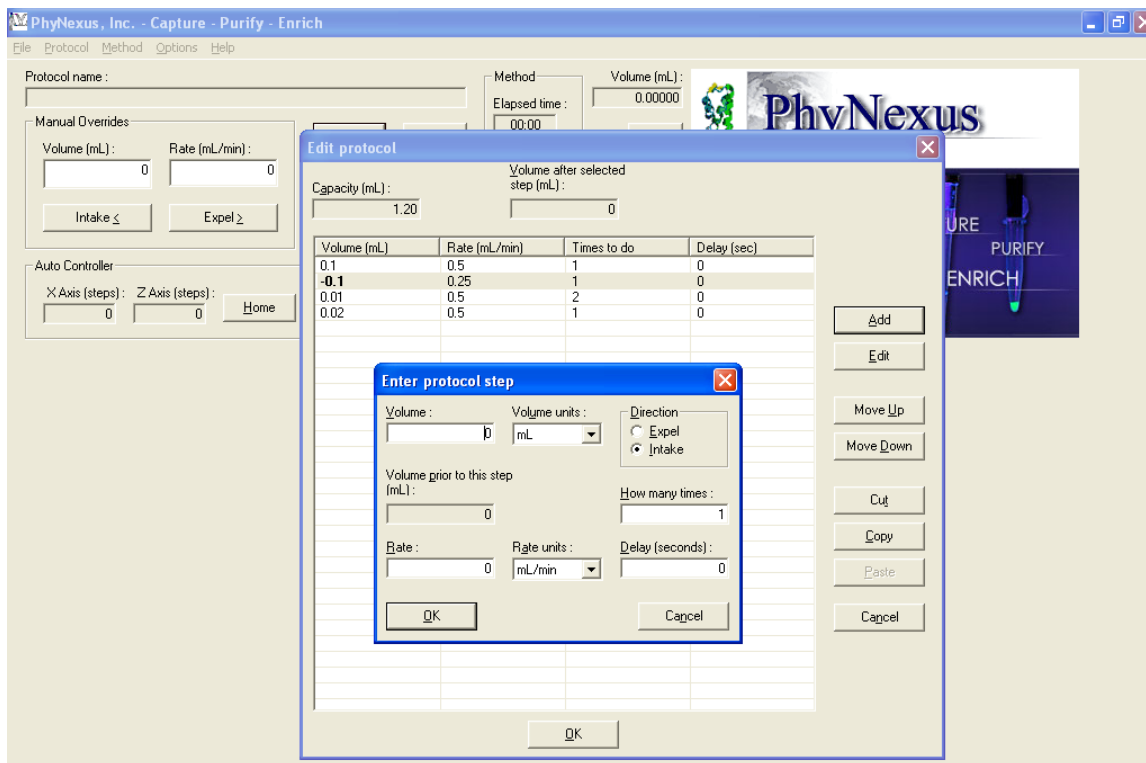 PhyNexus, Inc. - Capture - Purify - Enrich
File Protocol Method Options Help
Protocol name :
Method
Elapsed time :
00:00
Volume (mL) :
0.00000
PhyNexus
Manual Overrides
Volume (mL) : Rate (mL/min) :
0 0
Intake < Expel >
Auto Controller
X Axis (steps) : Z Axis (steps) :
0 0 Home
PURIFY
ENRICH
Edit protocol
Capacity (mL) :
1.20
Volume after selected
step (mL) :
0
Volume (mL) Rate (mL/min) Times to do Delay (sec)
0.1 0.5 1 0
-0.1 0.25 1 0
0.01 0.5 2 0
0.02 0.5 1 0
Add
Edit
Move Up
Move Down
Cut
Copy
Paste
Cancel
OK
Enter protocol step
Volume : Volume units : Direction
0 mL Expel
Intake
Volume prior to this step
(mL) :
0
How many times :
1
Rate : Rate units : Delay (seconds) :
0 mL/min 0
OK Cancel